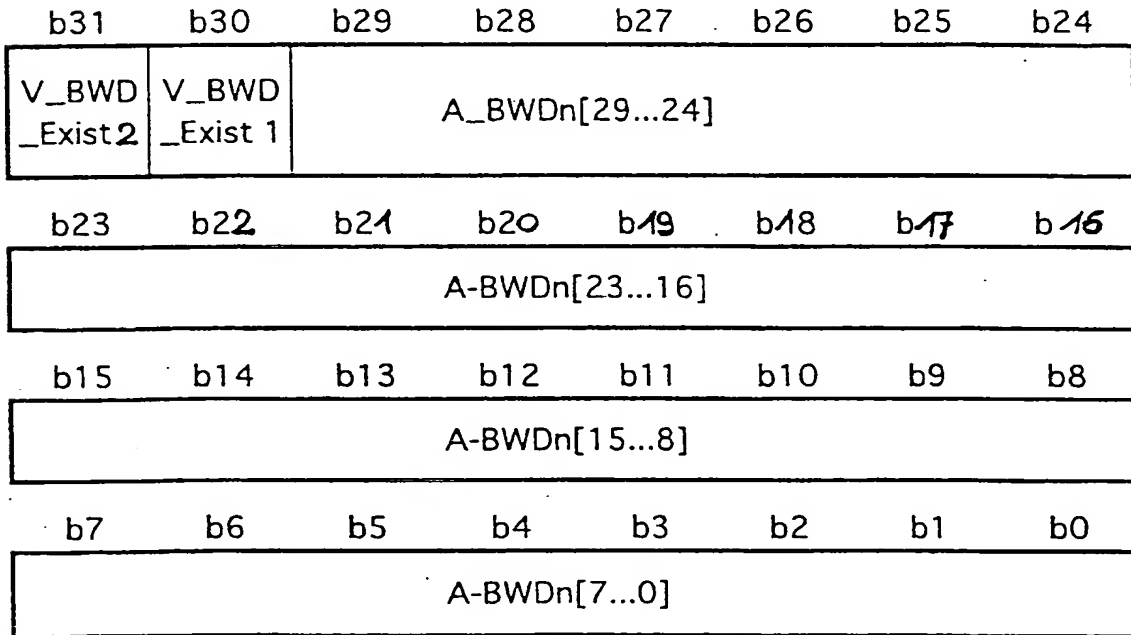 b31 b30 b29 b28 b27 b26 b25 b24
V_BWD V_BWD
_Exist2 _Exist 1
A_BWDn[29...24]
b23 b22 b21 b20 b19 b18 b17 b16
A-BWDn[23...16]
b15 b14 b13 b12 b11 b10 b9 b8
A-BWDn[15...8]
b7 b6 b5 b4 b3 b2 b1 b0
A-BWDn[7...0]